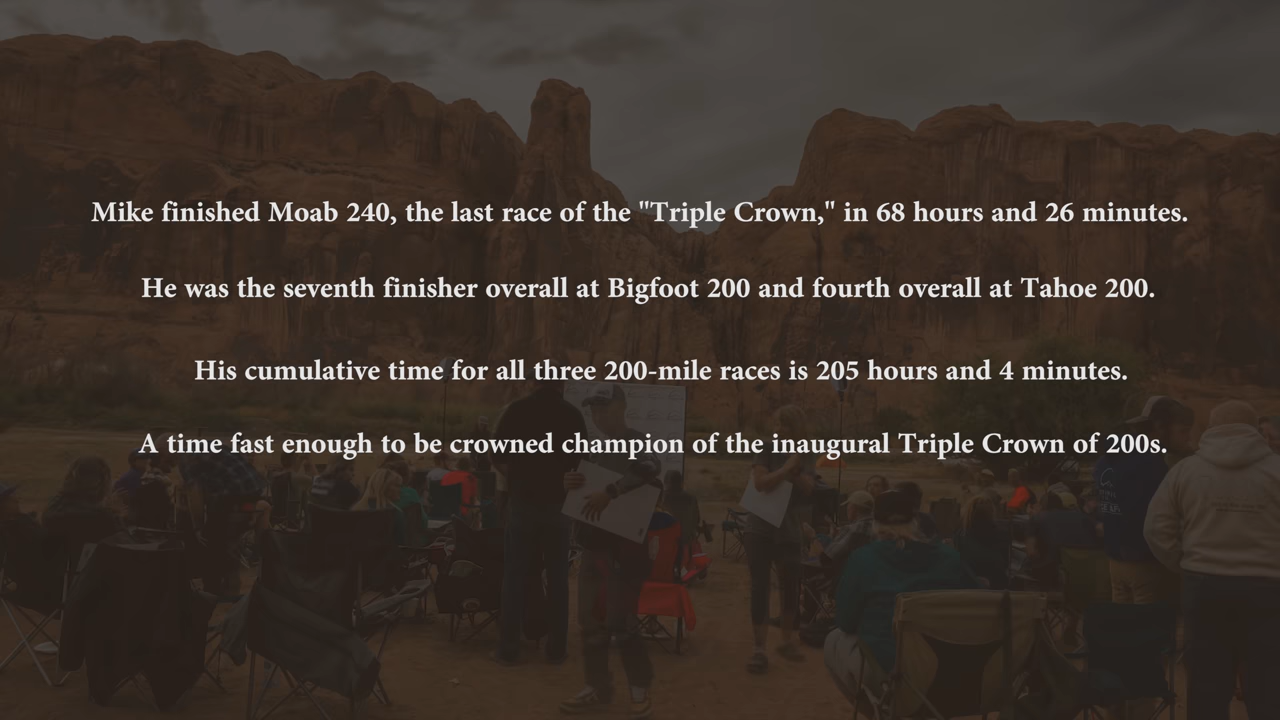 Mike finished Moab 240, the last race of the "Triple Crown," in 68 hours and 26 minutes.
He was the seventh finisher overall at Bigfoot 200 and fourth overall at Tahoe 200.
His cumulative time for all three 200-mile races is 205 hours and 4 minutes.
A time fast enough to be crowned champion of the inaugural Triple Crown of 200s.